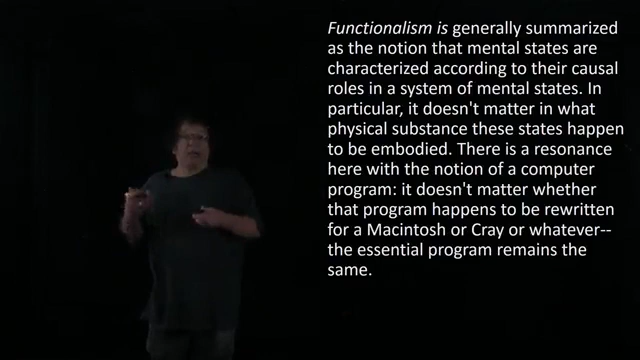 Functionalism is generally summarized
as the notion that mental states are
characterized according to their causal
roles in a system of mental states. In
particular, it doesn't matter in what
physical substance these states happen
to be embodied. There is a resonance
here with the notion of a computer
program: it doesn't matter whether
that program happens to be rewritten
for a Macintosh or Cray or whatever--
the essential program remains the
same.